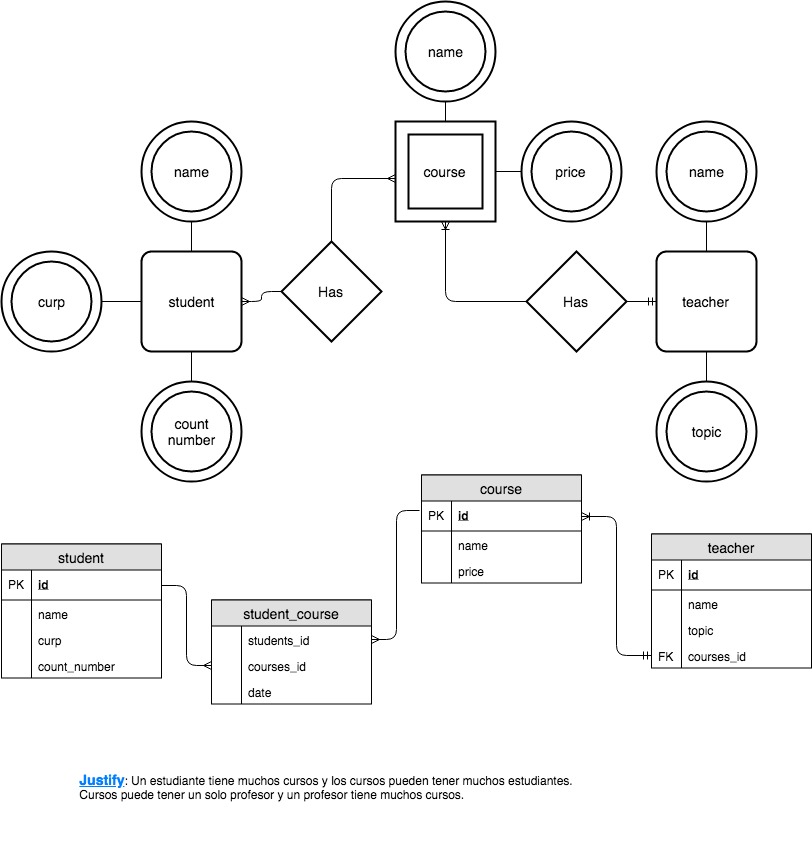 name
name
course
price
name
curp
student
Has
Has
teacher
count
number
topic
course
PK id
name
price
student
PK id
name
curp
count_number
student_course
students_id
courses_id
date
teacher
PK id
name
topic
FK courses_id
Justify: Un estudiante tiene muchos cursos y los cursos pueden tener muchos estudiantes.
Cursos puede tener un solo profesor y un profesor tiene muchos cursos.